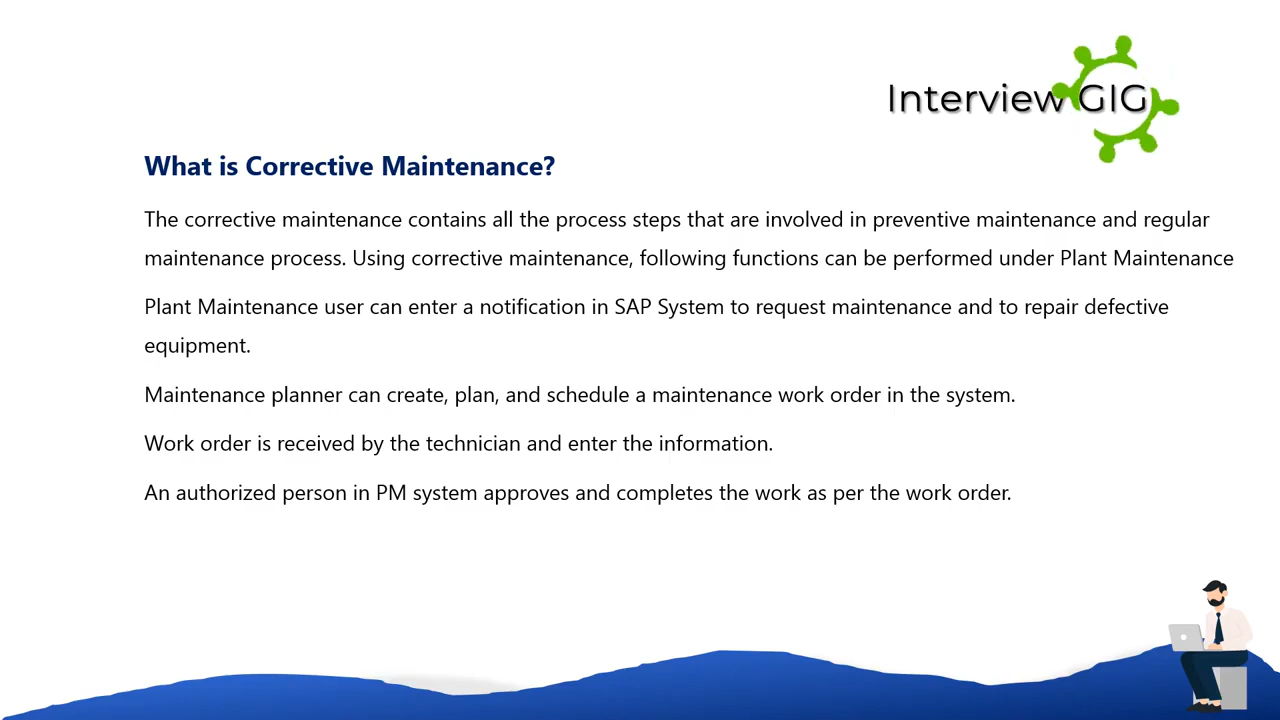 Interview GIG
What is Corrective Maintenance?
The corrective maintenance contains all the process steps that are involved in preventive maintenance and regular
maintenance process. Using corrective maintenance, following functions can be performed under Plant Maintenance
Plant Maintenance user can enter a notification in SAP System to request maintenance and to repair defective
equipment.
Maintenance planner can create, plan, and schedule a maintenance work order in the system.
Work order is received by the technician and enter the information.
An authorized person in PM system approves and completes the work as per the work order.